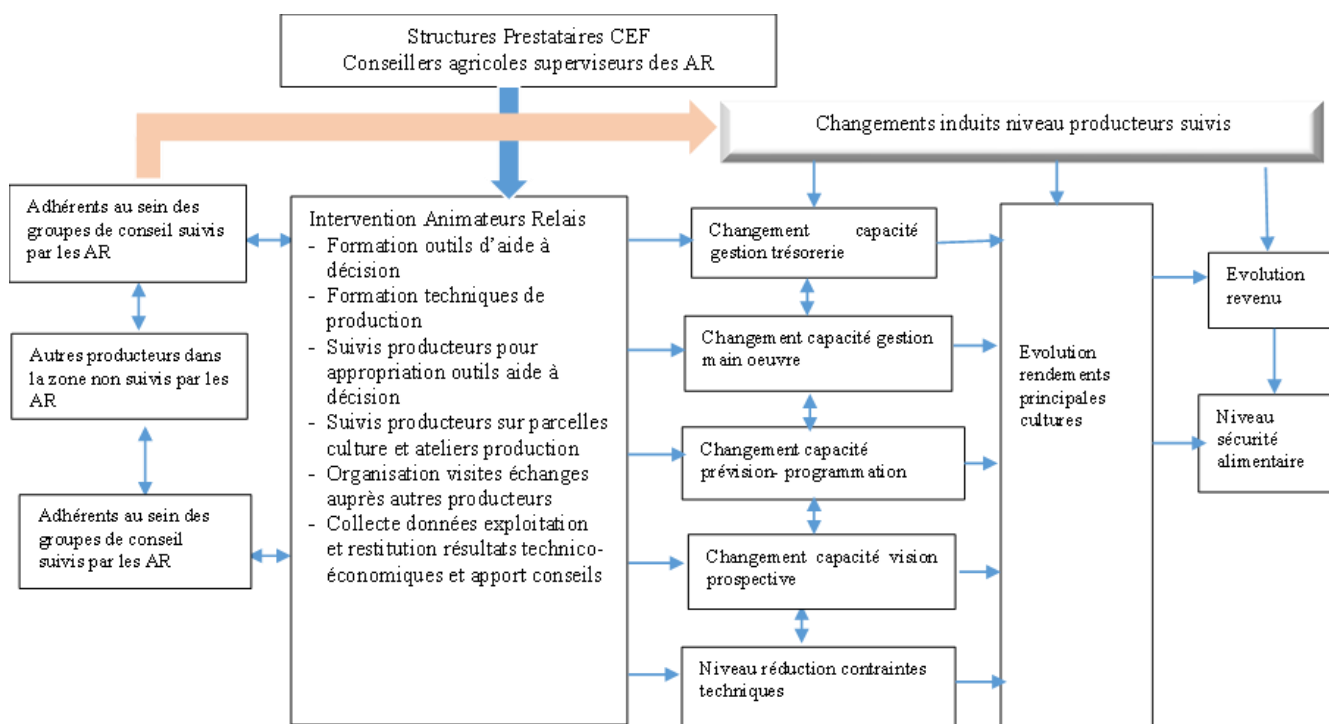 Structures Prestataires CEF
Conseillers agricoles superviseurs des AR
Changements induits niveau producteurs suivis
Adhérents au sein des
groupes de conseil suivis
par les AR
Autres producteurs dans
la zone non suivis par les
AR
Adhérents au sein des
groupes de conseil
suivis par les AR
Intervention Animateurs Relais
- Formation outils d'aide à
décision
- Formation techniques de
production
- Suivis producteurs pour
appropriation outils aide à
décision
- Suivis producteurs sur parcelles
culture et ateliers production
- Organisation visites échanges
auprès autres producteurs
- Collecte données exploitation
et restitution résultats technico-
économiques et apport conseils
Changement capacité
gestion trésorerie
Changement capacité gestion
main oeuvre
Changement capacité
prévision- programmation
Changement capacité vision
prospective
Niveau réduction contraintes
techniques
Evolution
rendements
principales
cultures
Evolution
revenu
Niveau
sécurité
alimentaire